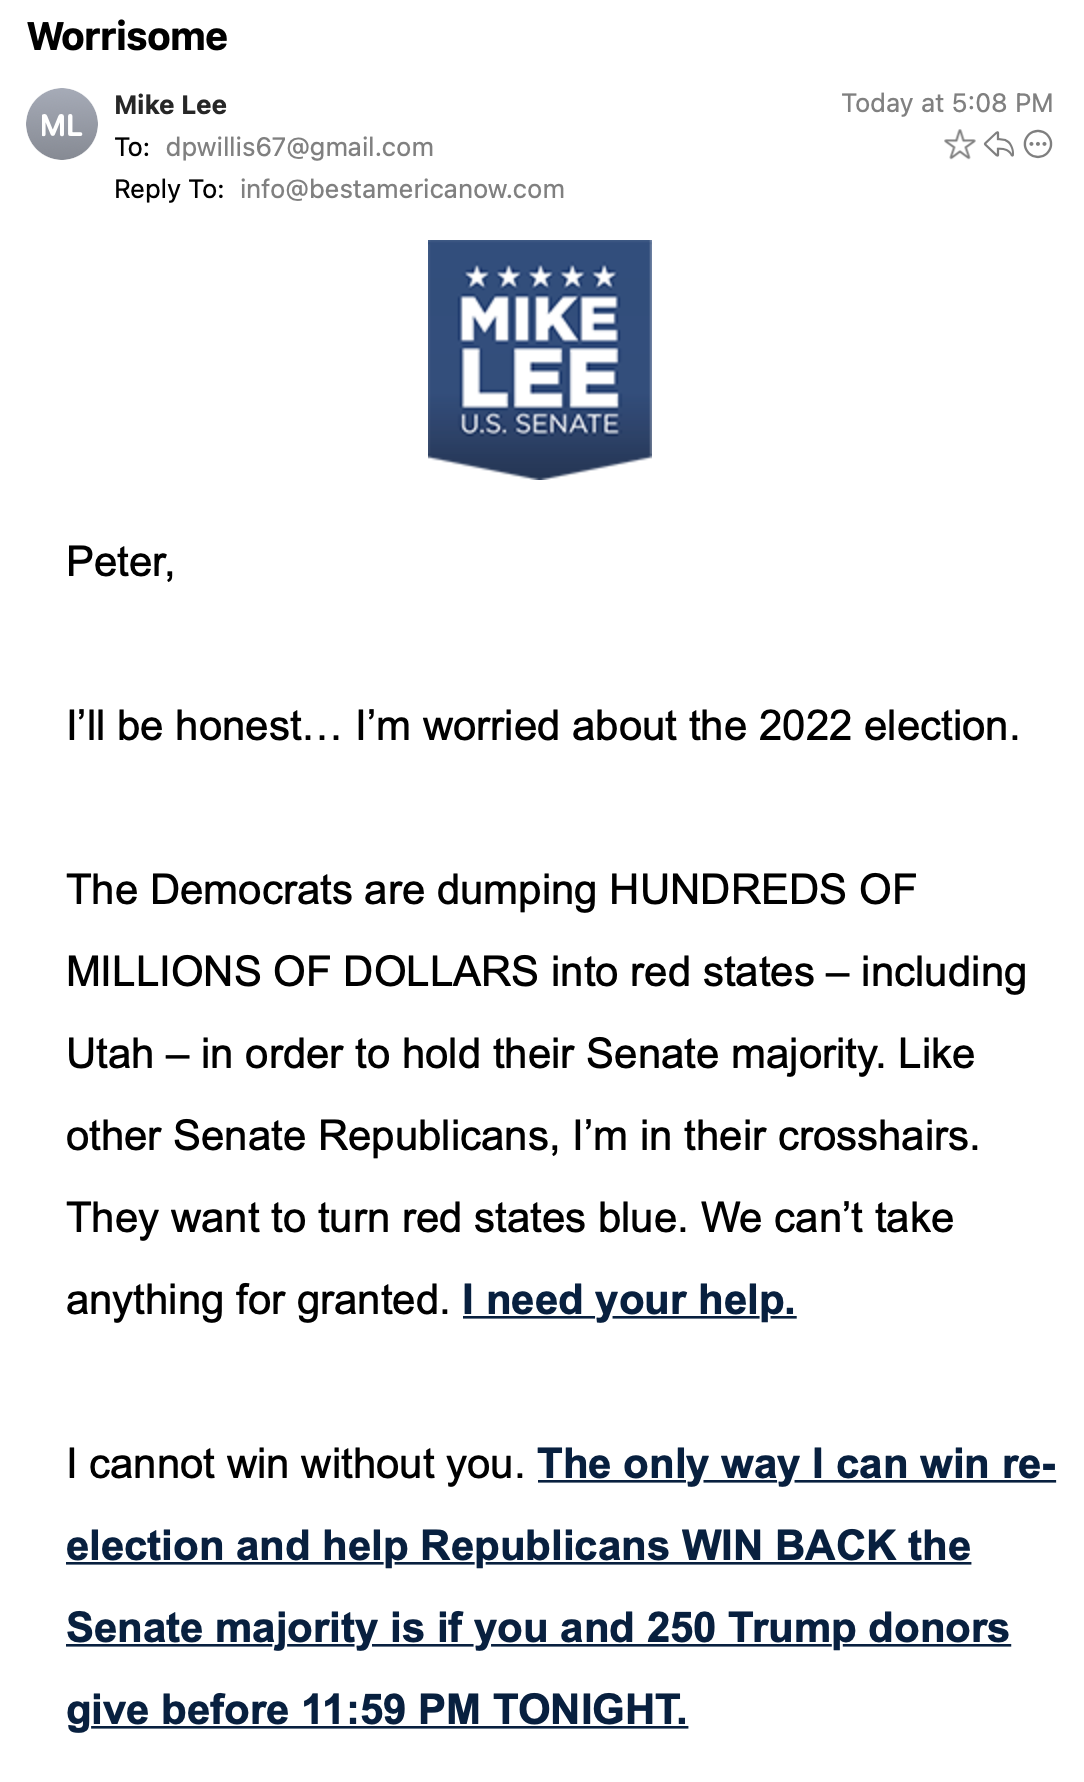 Worrisome
ML
Mike Lee
Today at 5:08 PM
To: dpwillis67@gmail.com
Reply To: info@bestamericanow.com
MIKE
LEE
U.S. SENATE
Peter,
I’ll be honest… I’m worried about the 2022 election.
The Democrats are dumping HUNDREDS OF
MILLIONS OF DOLLARS into red states – including
Utah – in order to hold their Senate majority. Like
other Senate Republicans, I’m in their crosshairs.
They want to turn red states blue. We can’t take
anything for granted. I need your help.
I cannot win without you. The only way I can win re-
election and help Republicans WIN BACK the
Senate majority is if you and 250 Trump donors
give before 11:59 PM TONIGHT.